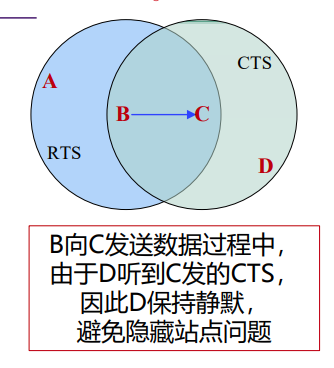 CTS
A
B
C
RTS
D
B向C发送数据过程中，
由于D听到C发的CTS，
因此D保持静默，
避免隐藏站点问题